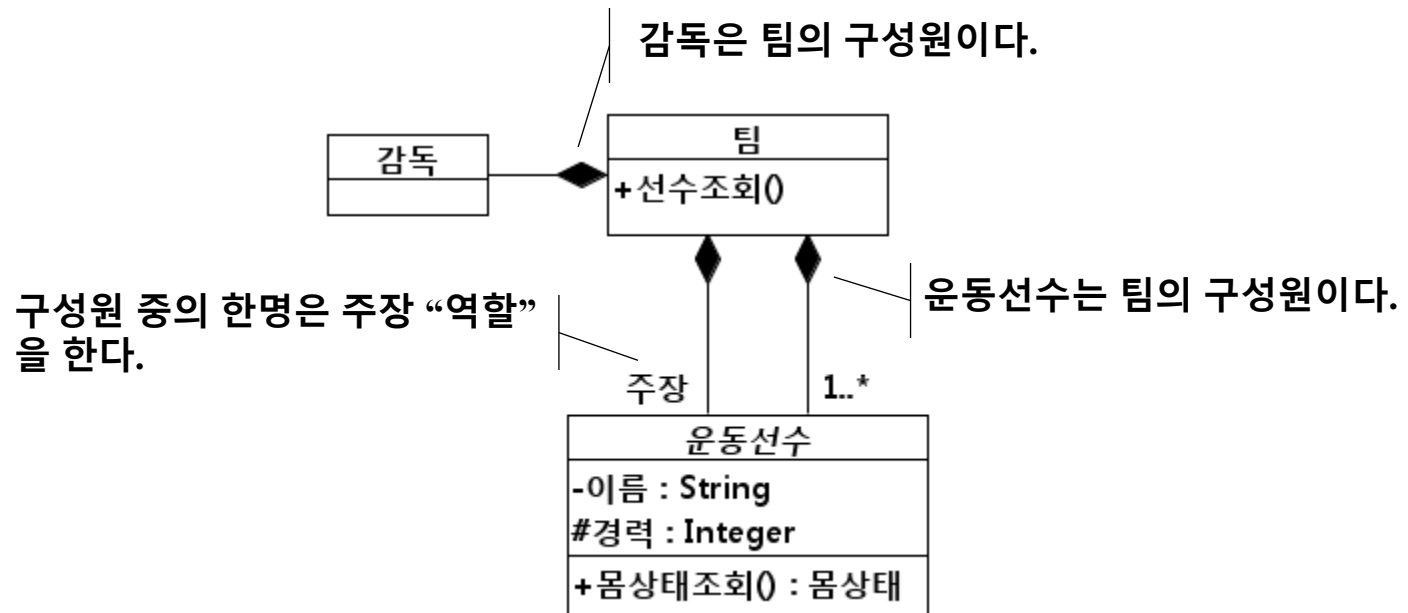 감독은 팀의 구성원이다.
감독
팀
+선수조회()
구성원 중의 한명은 주장 “역할”
을 한다.
운동선수는 팀의 구성원이다.
주장
1..*
운동선수
-이름 : String
#경력 : Integer
+몸상태조회() : 몸상태